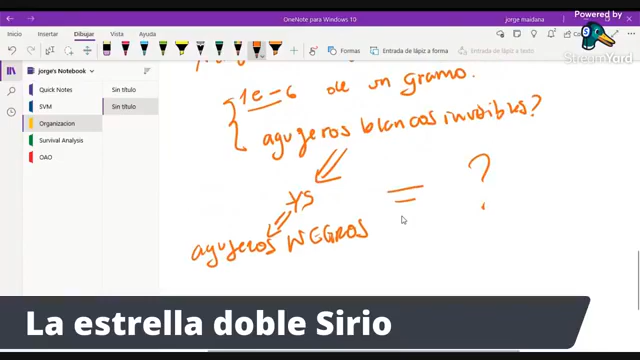 OneNote para Windows 10
jorge maidana
Powered by
StreamYard
Archivo Inicio Insertar Dibujar Vista Ayuda
Formas
Entrada de lápiz a forma
Entrada de lápiz
jorge's Notebook
Quick Notes
SVM
Organizacion
Survival Analysis
OAO
Sin título
Sin título
1e-6 de un gramo.
agujeros blancos invisibles?
vs = ?
agujeros NEGROS
La estrella doble Sirio